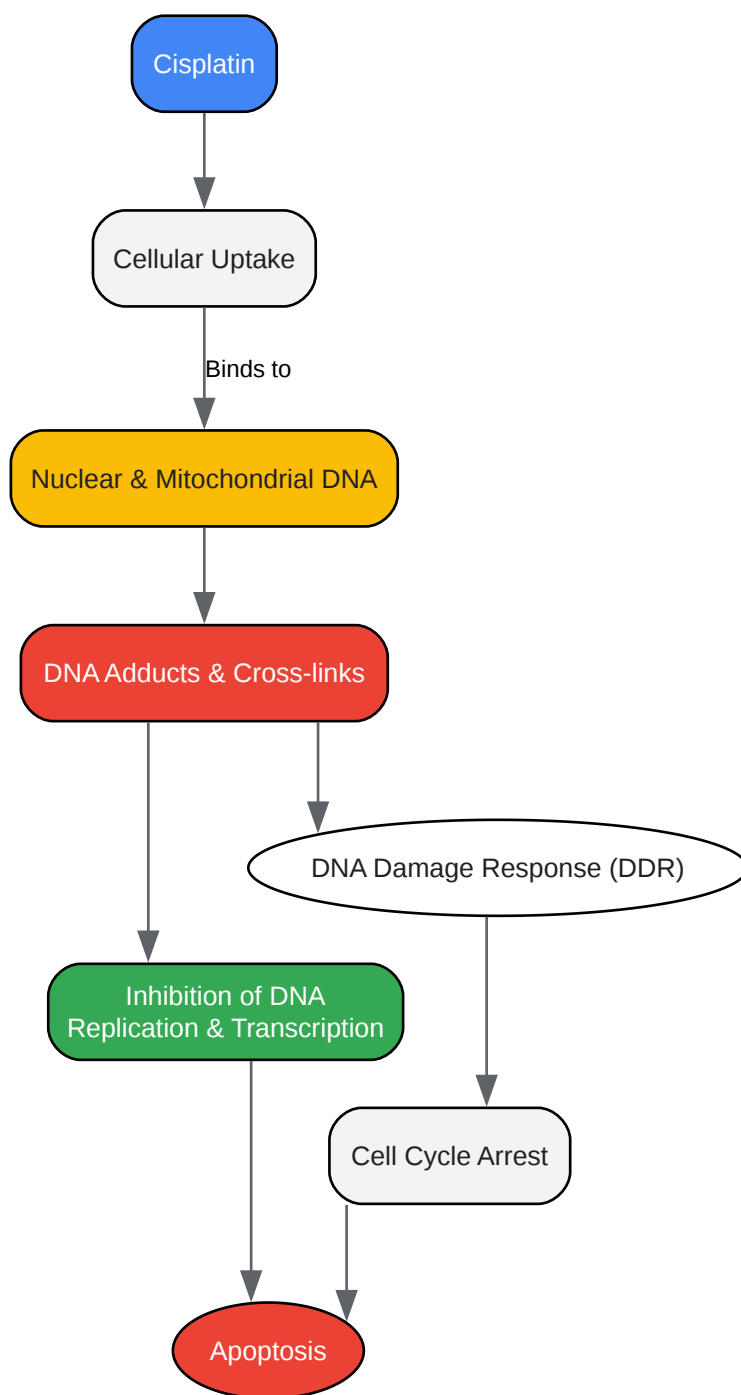 Cisplatin
Cellular Uptake
Binds to
Nuclear & Mitochondrial DNA
DNA Adducts & Cross-links
DNA Damage Response (DDR)
Inhibition of DNA
Replication & Transcription
Cell Cycle Arrest
Apoptosis